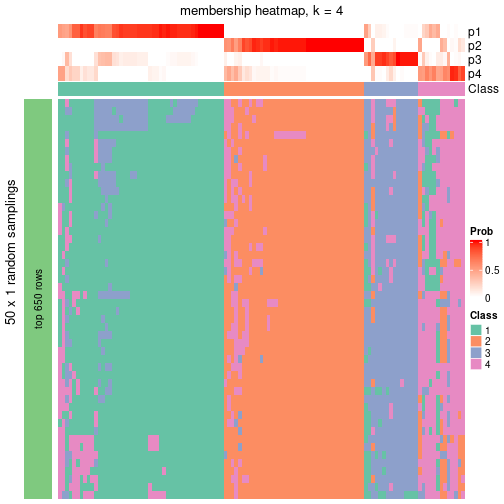 membership heatmap, k = 4
p1
p2
p3
p4
Class
50 x 1 random samplings
top 650 rows
Prob
1
0.5
0
Class
1
2
3
4